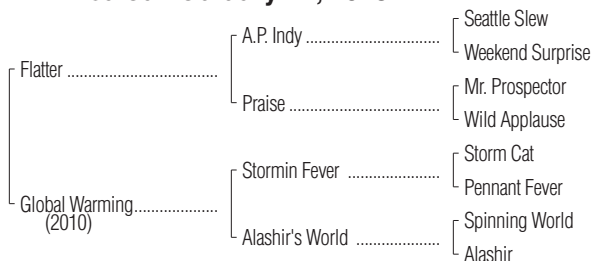 Seattle Slew
A.P. Indy
Weekend Surprise
Flatter
Mr. Prospector
Praise
Wild Applause
Storm Cat
Stormin Fever
Pennant Fever
Global Warming
(2010)
Spinning World
Alashir's World
Alashir